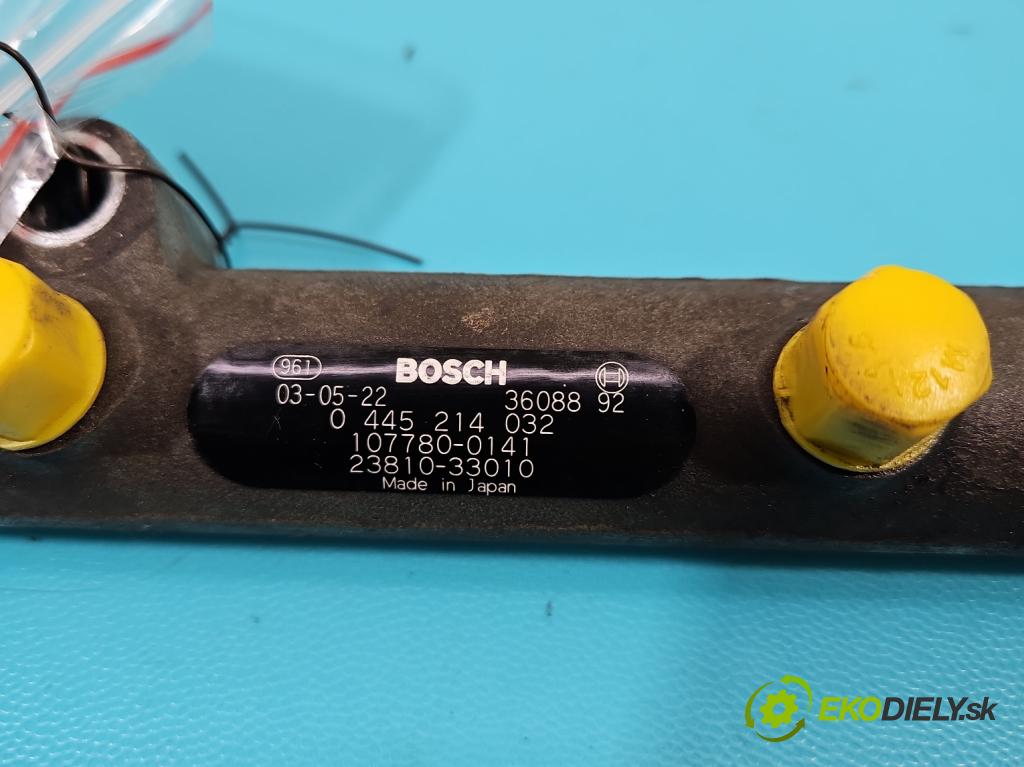 961 BOSCH
03-05-22 36088 92
0 445 214 032
107780-0141
23810-33010
Made in Japan
12
EKODIELY.sk